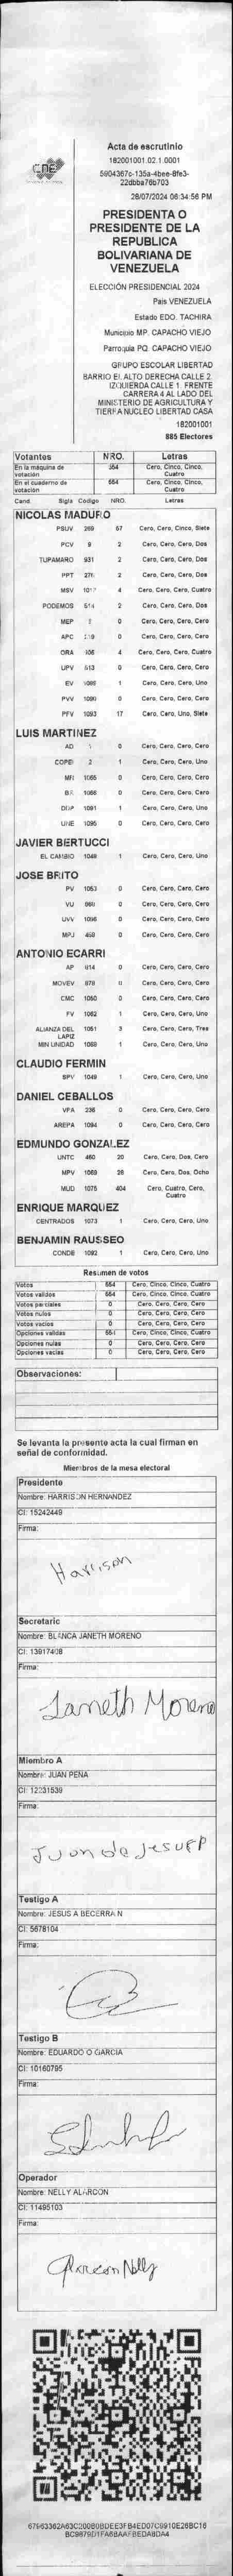 cne
Acta de escrutinio
182001001.02.1.0001
5904367c-135a-4bee-8fe3-
22dbba76b703
28/07/2024 06:34:56 PM
PRESIDENTA O
PRESIDENTE DE LA
REPUBLICA
BOLIVARIANA DE
VENEZUELA
ELECCIÓN PRESIDENCIAL 2024
Pais VENEZUELA
Estado EDO. TACHIRA
Municipio MP. CAPACHO VIEJO
Parroquia PQ. CAPACHO VIEJO
GRUPO ESCOLAR LIBERTAD
BARRIO EL ALTO DERECHA CALLE 2.
IZQUIERDA CALLE 1. FRENTE
CARRERA 4 AL LADO DEL
MINISTERIO DE AGRICULTURA Y
TIERRA NUCLEO LIBERTAD CASA
182001001
885 Electores
Votantes NRO. Letras
En la máquina de votación 554 Cero, Cinco, Cinco, Cuatro
En el cuaderno de votación 554 Cero, Cinco, Cinco, Cuatro
Cand. Sigla Código NRO. Letras
NICOLAS MADURO
PSUV 269 57 Cero, Cero, Cinco, Siete
PCV 9 2 Cero, Cero, Cero, Dos
TUPAMARO 931 2 Cero, Cero, Cero, Dos
PPT 2 Cero, Cero, Cero, Dos
MSV 4 Cero, Cero, Cero, Cuatro
PODEMOS 514 2 Cero, Cero, Cero, Dos
MEP 0 Cero, Cero, Cero, Cero
APC 0 Cero, Cero, Cero, Cero
ORA 106 4 Cero, Cero, Cero, Cuatro
UPV 513 0 Cero, Cero, Cero, Cero
EV 1 Cero, Cero, Cero, Uno
PVV 1090 0 Cero, Cero, Cero, Cero
PFV 1093 17 Cero, Cero, Uno, Siete
LUIS MARTINEZ
AD 0 Cero, Cero, Cero, Cero
COPEI 2 1 Cero, Cero, Cero, Uno
MR 1065 0 Cero, Cero, Cero, Cero
BR 1066 0 Cero, Cero, Cero, Cero
DDP 1091 1 Cero, Cero, Cero, Uno
UNE 1095 0 Cero, Cero, Cero, Cero
JAVIER BERTUCCI
EL CAMBIO 1048 1 Cero, Cero, Cero, Uno
JOSE BRITO
PV 1053 0 Cero, Cero, Cero, Cero
VU 0 Cero, Cero, Cero, Cero
UVV 1096 0 Cero, Cero, Cero, Cero
MPJ 459 0 Cero, Cero, Cero, Cero
ANTONIO ECARRI
AP 914 0 Cero, Cero, Cero, Cero
MOVEV 979 0 Cero, Cero, Cero, Cero
CMC 1050 0 Cero, Cero, Cero, Cero
FV 1062 1 Cero, Cero, Cero, Uno
ALIANZA DEL LAPIZ 1051 3 Cero, Cero, Cero, Tres
MIN UNIDAD 1068 1 Cero, Cero, Cero, Uno
CLAUDIO FERMIN
SPV 1049 1 Cero, Cero, Cero, Uno
DANIEL CEBALLOS
VPA 236 0 Cero, Cero, Cero, Cero
AREPA 1094 0 Cero, Cero, Cero, Cero
EDMUNDO GONZALEZ
UNTC 460 20 Cero, Cero, Dos, Cero
MPV 1069 28 Cero, Cero, Dos, Ocho
MUD 1075 404 Cero, Cuatro, Cero, Cuatro
ENRIQUE MARQUEZ
CENTRADOS 1073 1 Cero, Cero, Cero, Uno
BENJAMIN RAUSSEO
CONDE 1092 1 Cero, Cero, Cero, Uno
Resumen de votos
Votos 554 Cero, Cinco, Cinco, Cuatro
Votos validos 554 Cero, Cinco, Cinco, Cuatro
Votos parciales 0 Cero, Cero, Cero, Cero
Votos nulos 0 Cero, Cero, Cero, Cero
Votos vacios 0 Cero, Cero, Cero, Cero
Opciones validas 554 Cero, Cinco, Cinco, Cuatro
Opciones nulas 0 Cero, Cero, Cero, Cero
Opciones vacias 0 Cero, Cero, Cero, Cero
Observaciones:
Se levanta la presente acta la cual firman en
señal de conformidad.
Miembros de la mesa electoral
Presidente
Nombre: HARRISON HERNANDEZ
CI: 15242449
Firma:
Harrison
Secretario
Nombre: BLANCA JANETH MORENO
CI: 13917408
Firma:
Janeth Moreno
Miembro A
Nombre: JUAN PEÑA
CI: 12231539
Firma:
Juan de Jesus P
Testigo A
Nombre: JESUS A BECERRA N
CI: 5678104
Firma:
Testigo B
Nombre: EDUARDO O GARCIA
CI: 10160795
Firma:
Operador
Nombre: NELLY ALARCON
CI: 11495103
Firma:
Alarcon Nelly